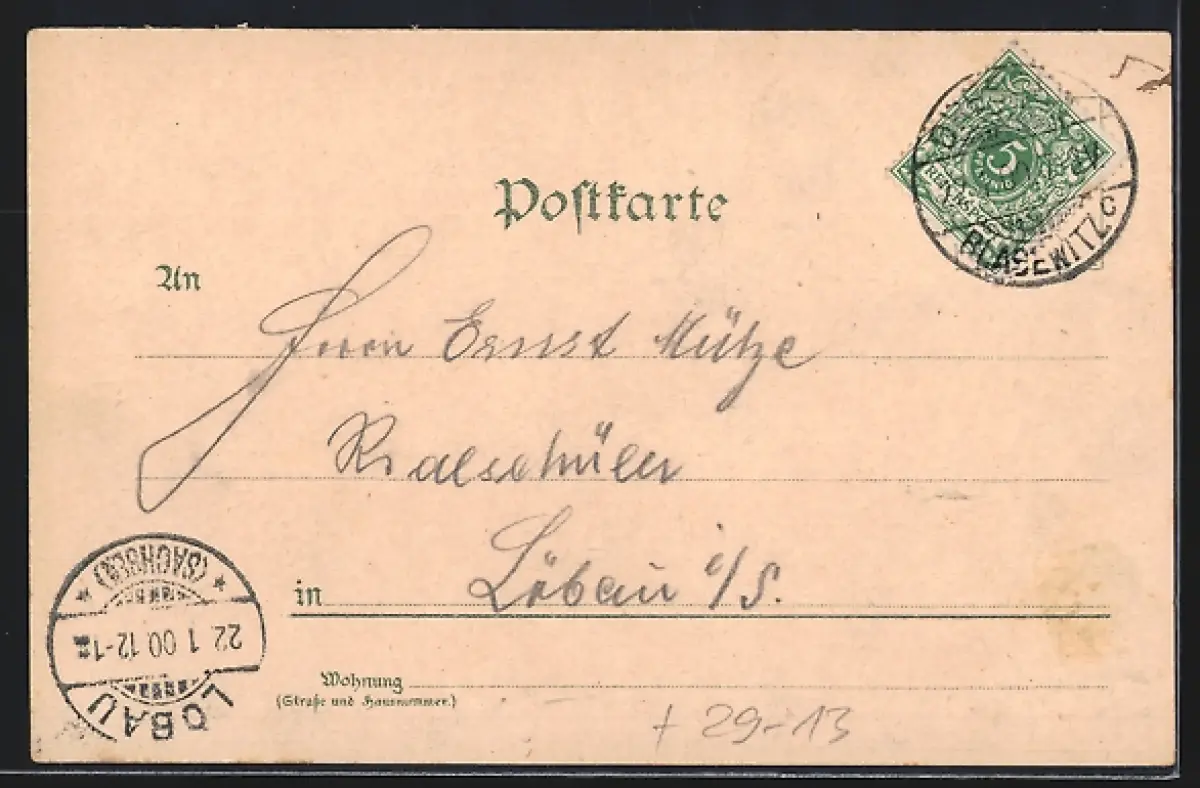 Postkarte
5
BLASEWITZ c
An
Herrn Ernst Mütze
Realschüler
in Löbau i/S.
Wohnung
(Straße und Hausnummer.)
LÖBAU
22. 1 00. 12-1
* (SACHSEN) *
+ 29-13